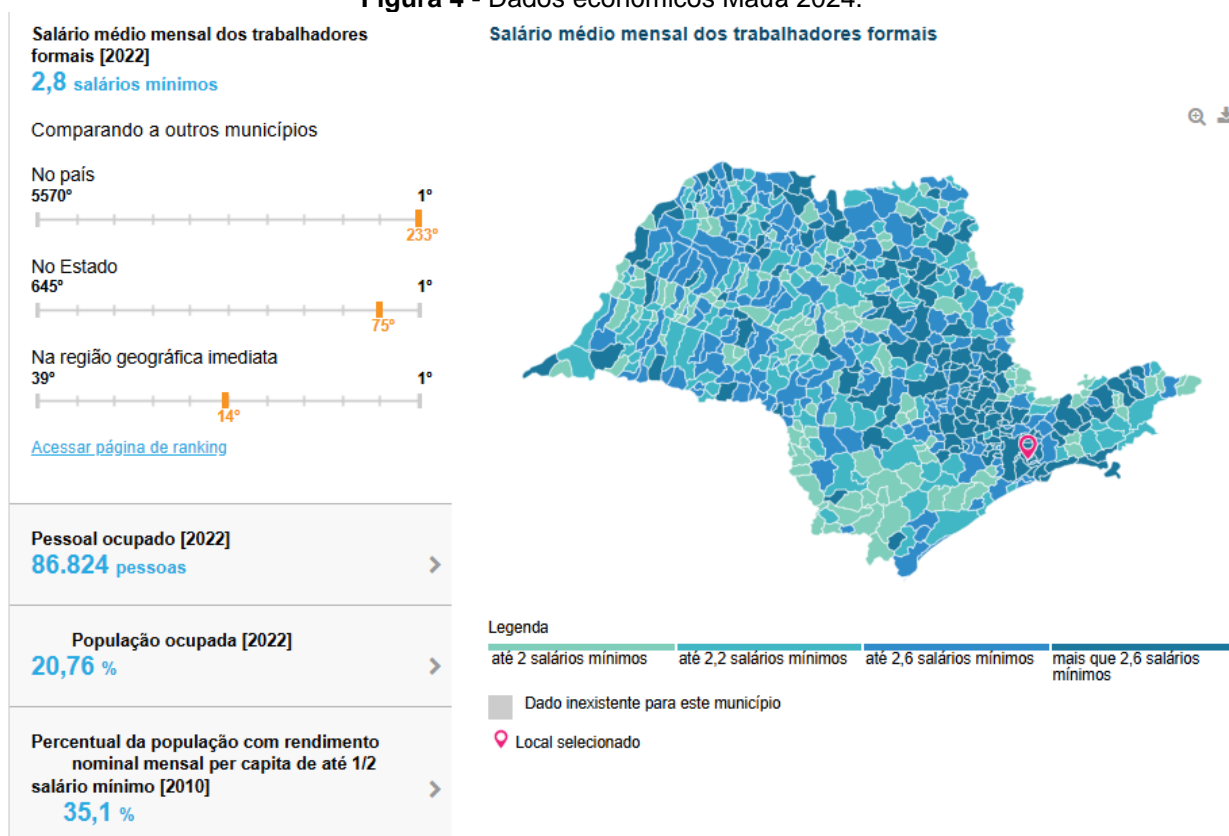 Figura 4 - Dados econômicos Mauá 2024.
Salário médio mensal dos trabalhadores
formais [2022]
2,8 salários mínimos
Comparando a outros municípios
No país
5570º 1º
233º
No Estado
645º 1º
75º
Na região geográfica imediata
39º 1º
14º
Acessar página de ranking
Pessoal ocupado [2022]
86.824 pessoas
População ocupada [2022]
20,76 %
Percentual da população com rendimento
nominal mensal per capita de até 1/2
salário mínimo [2010]
35,1 %
Salário médio mensal dos trabalhadores formais
Legenda
até 2 salários mínimos
até 2,2 salários mínimos
até 2,6 salários mínimos
mais que 2,6 salários
mínimos
Dado inexistente para este município
Local selecionado